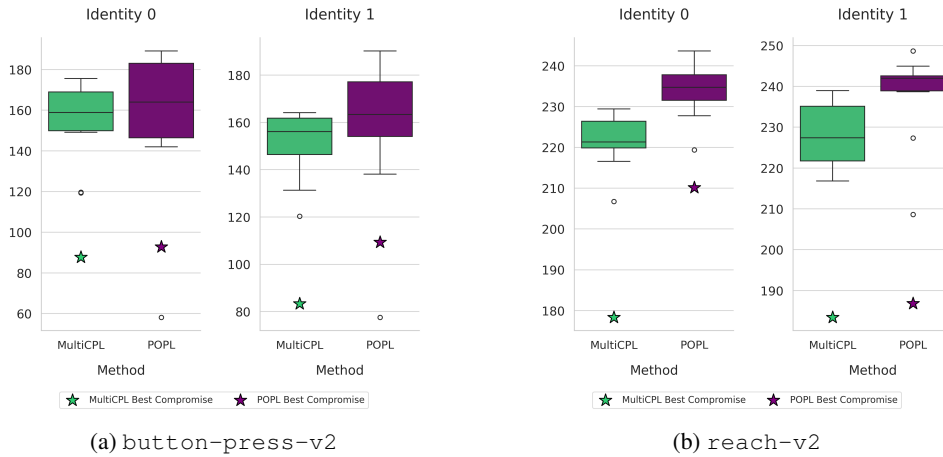 Identity 0
Identity 1
180
160
140
120
100
80
60
180
160
140
120
100
80
MultiCPL
POPL
MultiCPL
POPL
Method
Method
MultiCPL Best Compromise
POPL Best Compromise
(a) button-press-v2
Identity 0
Identity 1
240
230
220
210
200
190
180
250
240
230
220
210
200
190
MultiCPL
POPL
MultiCPL
POPL
Method
Method
MultiCPL Best Compromise
POPL Best Compromise
(b) reach-v2